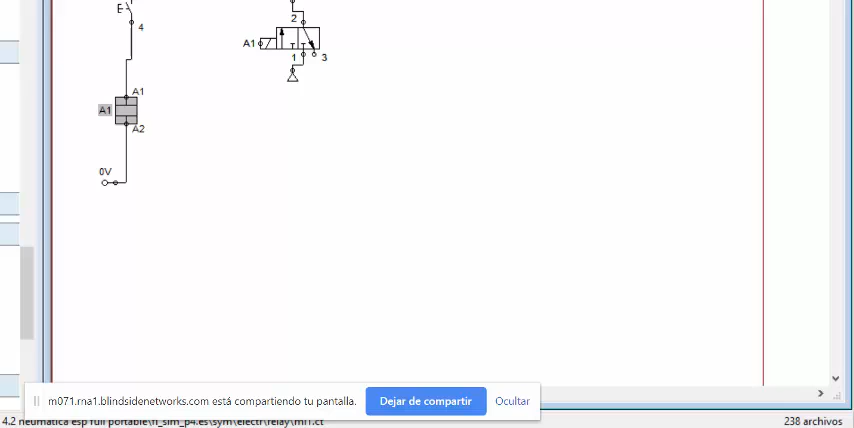 2
E
4
A1
1
3
A1
A1
A2
0V
m071.rna1.blindsidenetworks.com está compartiendo tu pantalla.
Dejar de compartir
Ocultar
4.2 neumatica esp full portable\fl_sim_p4.es\sym\electr\relay\mf1.ct
238 archivos